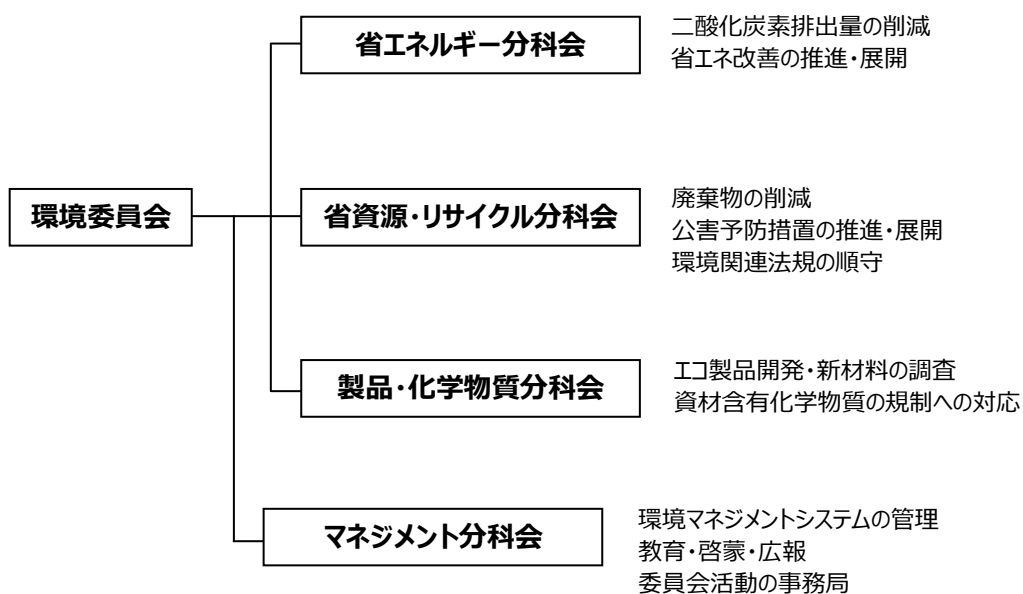 省エネルギー分科会
二酸化炭素排出量の削減
省エネ改善の推進・展開
環境委員会
省資源・リサイクル分科会
廃棄物の削減
公害予防措置の推進・展開
環境関連法規の順守
製品・化学物質分科会
エコ製品開発・新材料の調査
資材含有化学物質の規制への対応
マネジメント分科会
環境マネジメントシステムの管理
教育・啓蒙・広報
委員会活動の事務局